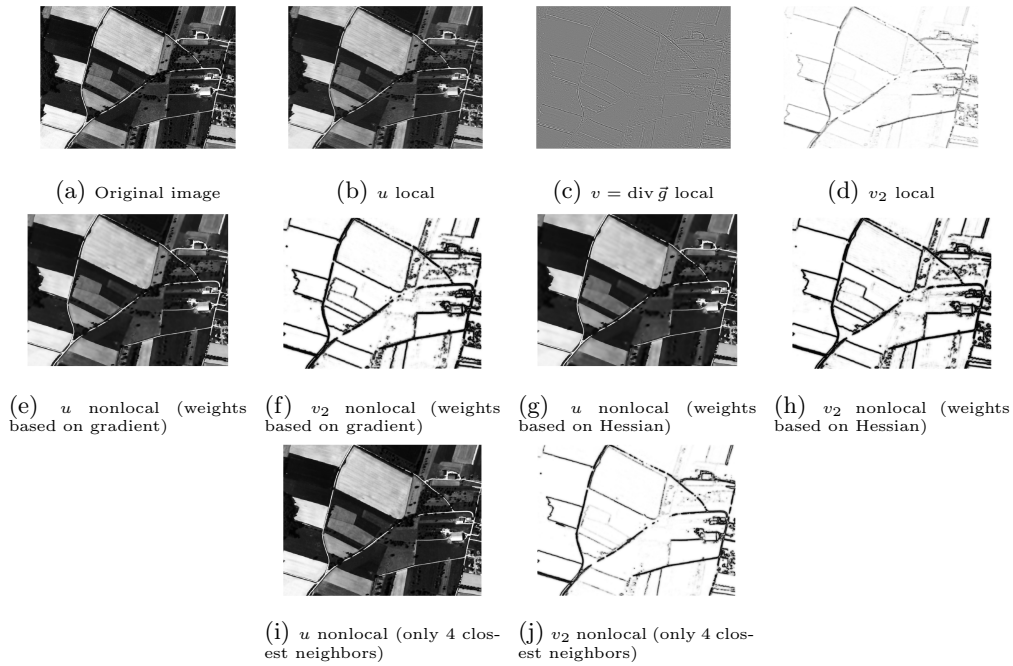 (a) Original image
(b) u local
(c) v = div g⃗ local
(d) v₂ local
(e) u nonlocal (weights based on gradient)
(f) v₂ nonlocal (weights based on gradient)
(g) u nonlocal (weights based on Hessian)
(h) v₂ nonlocal (weights based on Hessian)
(i) u nonlocal (only 4 clos-
est neighbors)
(j) v₂ nonlocal (only 4 clos-
est neighbors)